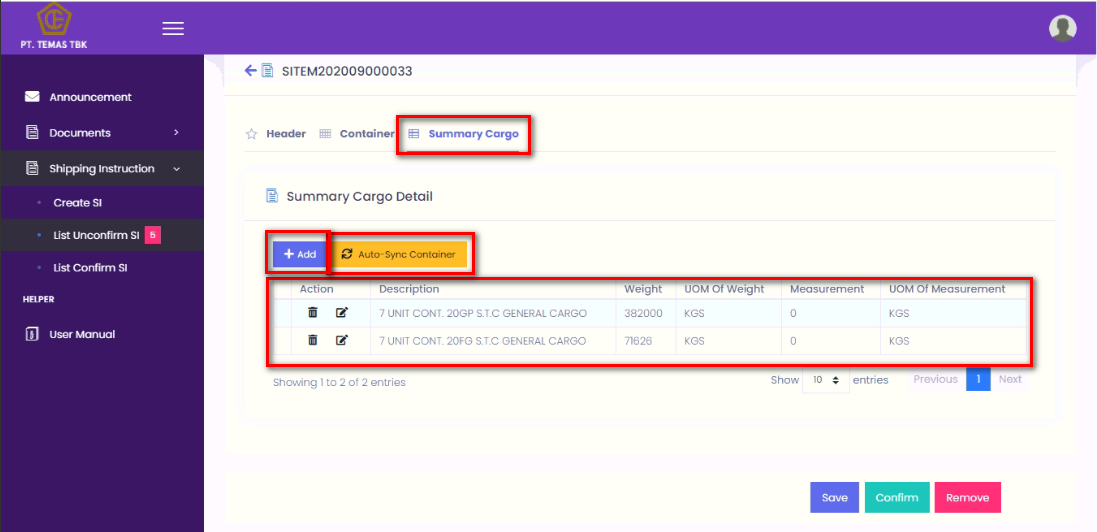 PT. TEMAS TBK
SITEM202009000033
Announcement
Documents
Shipping Instruction
Create SI
List Unconfirm SI 5
List Confirm SI
HELPER
User Manual
Header Container Summary Cargo
Summary Cargo Detail
+ Add Auto-Sync Container
Action Description Weight UOM Of Weight Measurement UOM Of Measurement
7 UNIT CONT. 20GP S.T.C GENERAL CARGO 382000 KGS 0 KGS
7 UNIT CONT. 20FG S.T.C GENERAL CARGO 71626 KGS 0 KGS
Showing 1 to 2 of 2 entries Show 10 entries Previous 1 Next
Save Confirm Remove